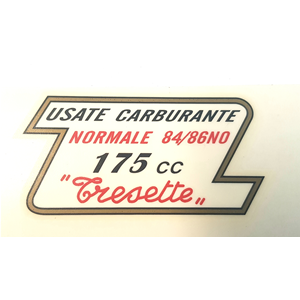 USATE CARBURANTE
NORMALE 84/86NO
175 cc
"Tresette„